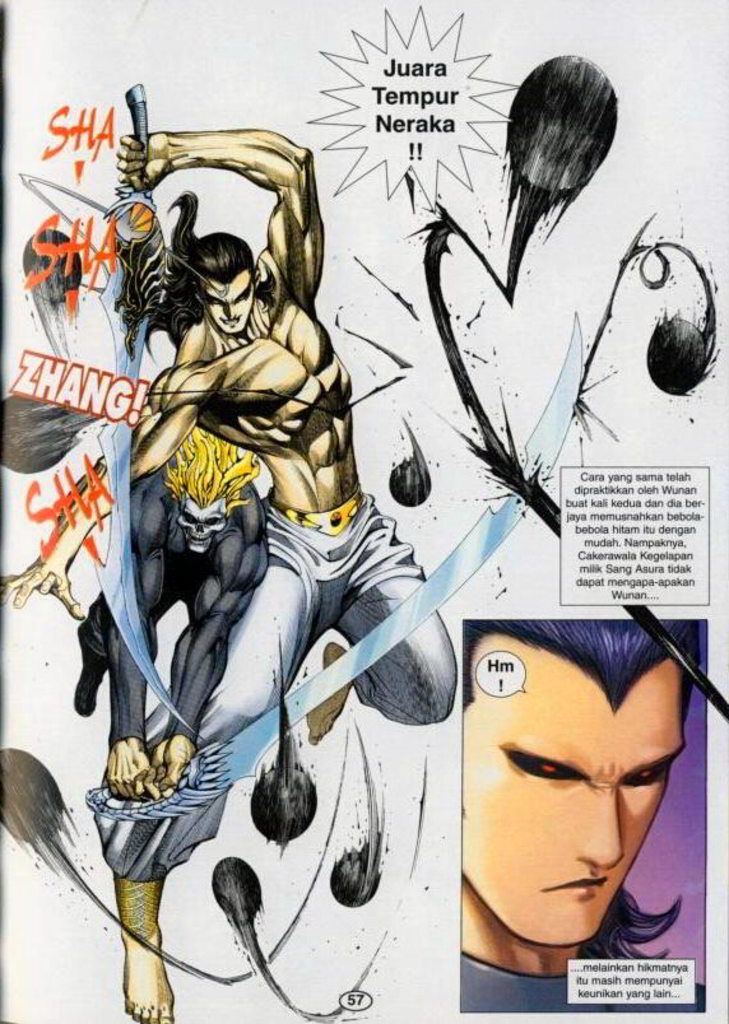 Juara
Tempur
Neraka
!!
SHA
!
SHA
!
ZHANG!
SHA
!
Cara yang sama telah
dipraktikkan oleh Wunan
buat kali kedua dan dia ber-
jaya memusnahkan bebola-
bebola hitam itu dengan
mudah. Nampaknya,
Cakerawala Kegelapan
milik Sang Asura tidak
dapat mengapa-apakan
Wunan....
Hm
!
....melainkan hikmatnya
itu masih mempunyai
keunikan yang lain...
57